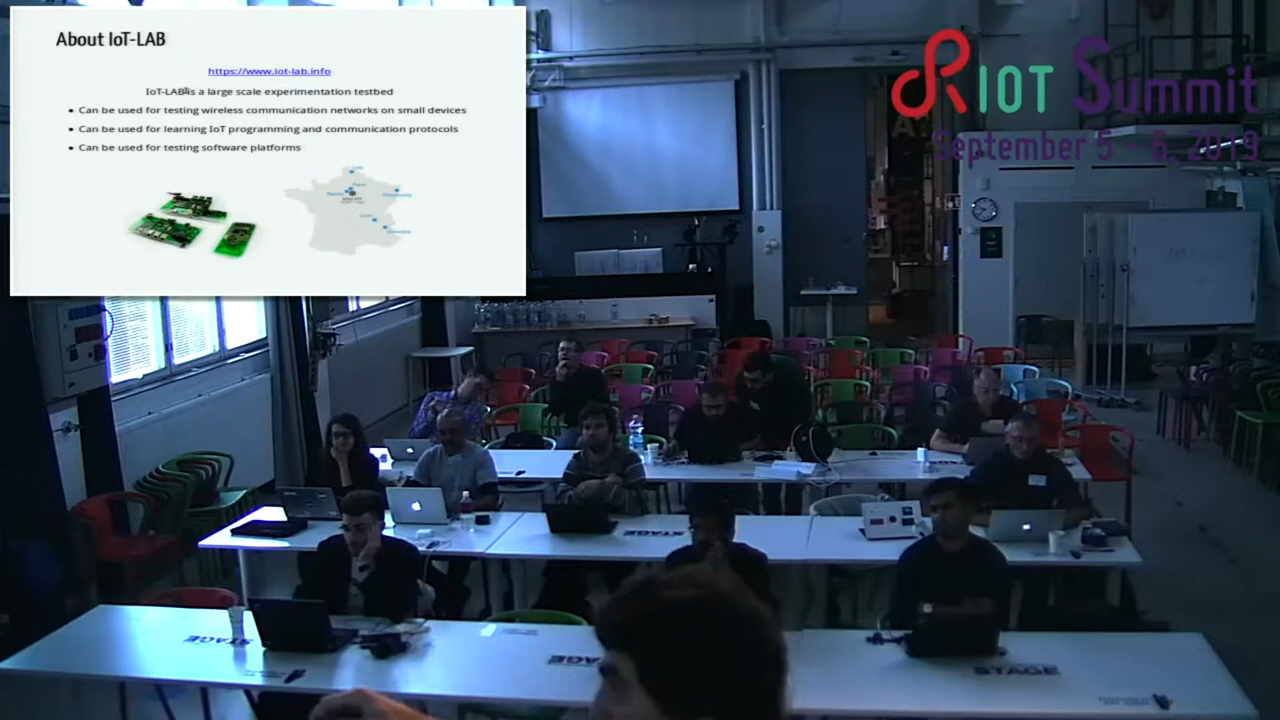 About IoT-LAB
https://www.iot-lab.info
IoT-LAB is a large scale experimentation testbed
• Can be used for testing wireless communication networks on small devices
• Can be used for learning IoT programming and communication protocols
• Can be used for testing software platforms
RIOT Summit
September 5 - 6, 2019
STAGE
STAGE
STAGE
STAGE